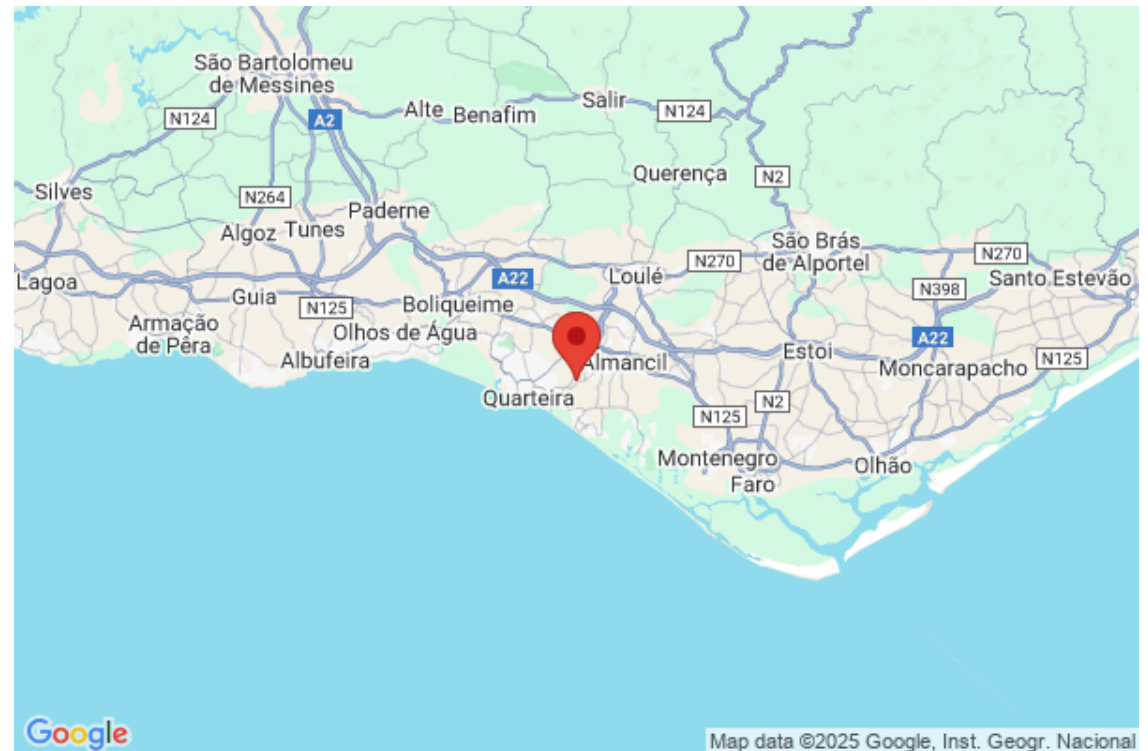 São Bartolomeu
de Messines
Alte
Benafim
Salir
N124
A2
N124
Querença
N2
Silves
N264
Paderne
Algoz
Tunes
São Brás
de Alportel
N270
N270
Lagoa
A22
Loulé
Santo Estevão
N398
Guia
N125
Boliqueime
Armação
de Pêra
Olhos de Água
A22
Albufeira
Almancil
Estoi
Moncarapacho
N125
Quarteira
N125
N2
Montenegro
Faro
Olhão
Google
Map data ©2025 Google, Inst. Geogr. Nacional